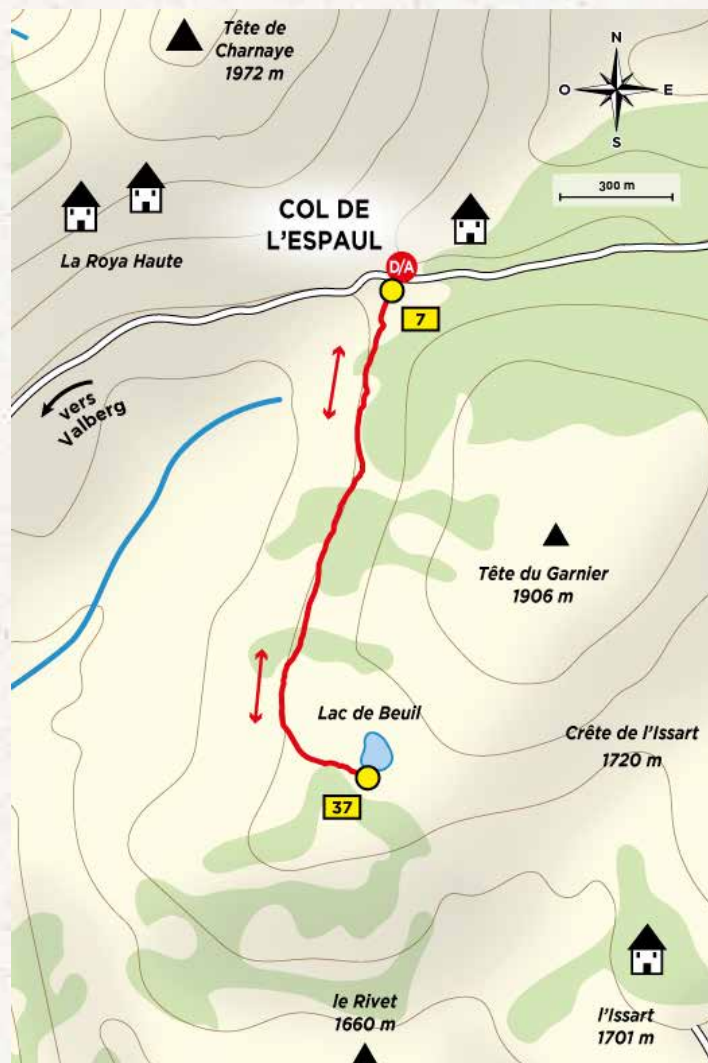 Tête de
Charnaye
1972 m
N
O
E
S
300 m
COL DE
L'ESPAUL
La Roya Haute
D/A
7
vers
Valberg
Tête du Garnier
1906 m
Lac de Beuil
Crête de l'Issart
1720 m
37
le Rivet
1660 m
l'Issart
1701 m